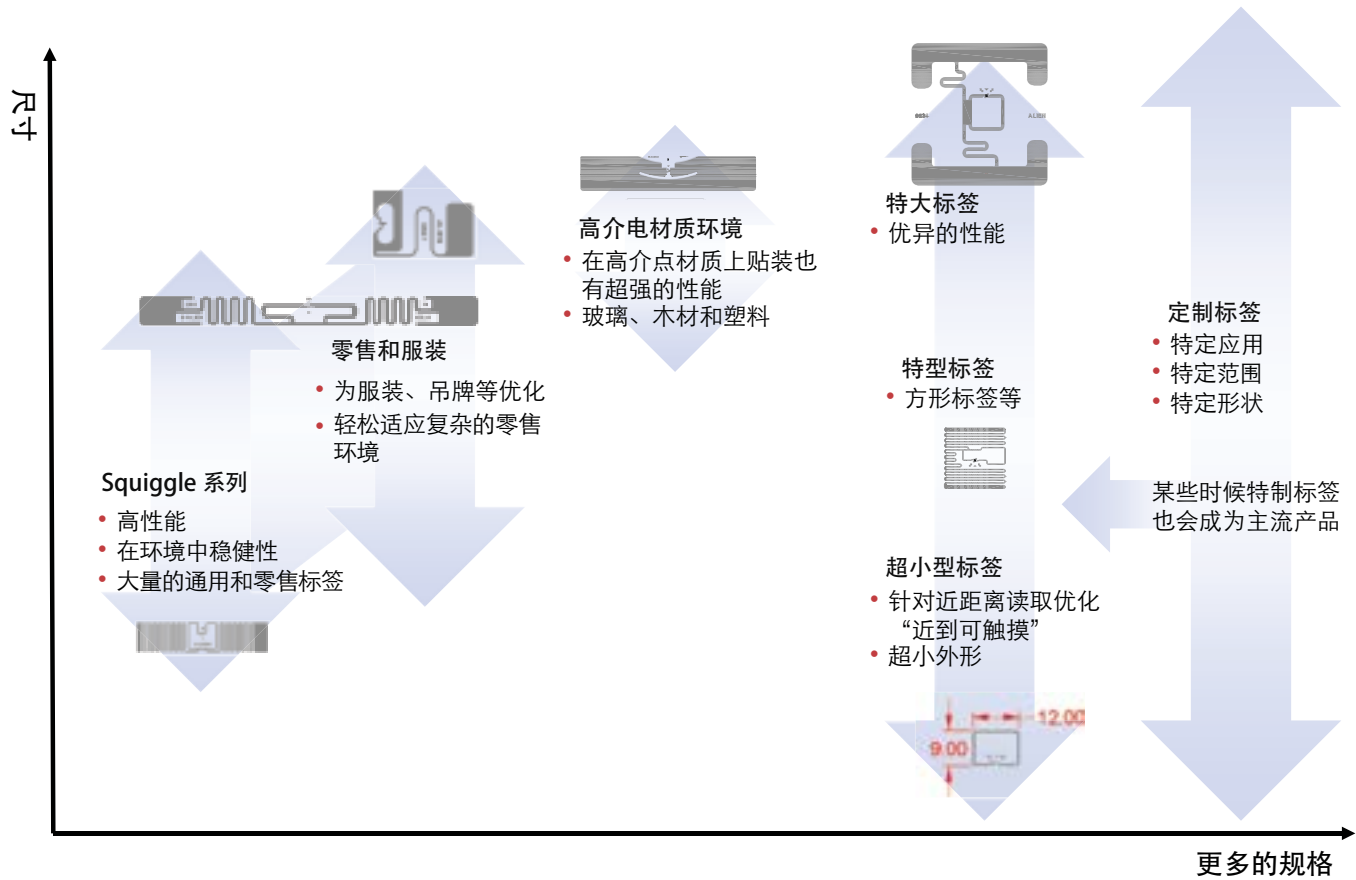 尺寸
ALIEN
特大标签
• 优异的性能
高介电材质环境
• 在高介点材质上贴装也
有超强的性能
• 玻璃、木材和塑料
零售和服装
• 为服装、吊牌等优化
• 轻松适应复杂的零售
环境
特型标签
• 方形标签等
定制标签
• 特定应用
• 特定范围
• 特定形状
Squiggle 系列
• 高性能
• 在环境中稳健性
• 大量的通用和零售标签
某些时候特制标签
也会成为主流产品
超小型标签
• 针对近距离读取优化
“近到可触摸”
• 超小外形
12.00
9.00
更多的规格